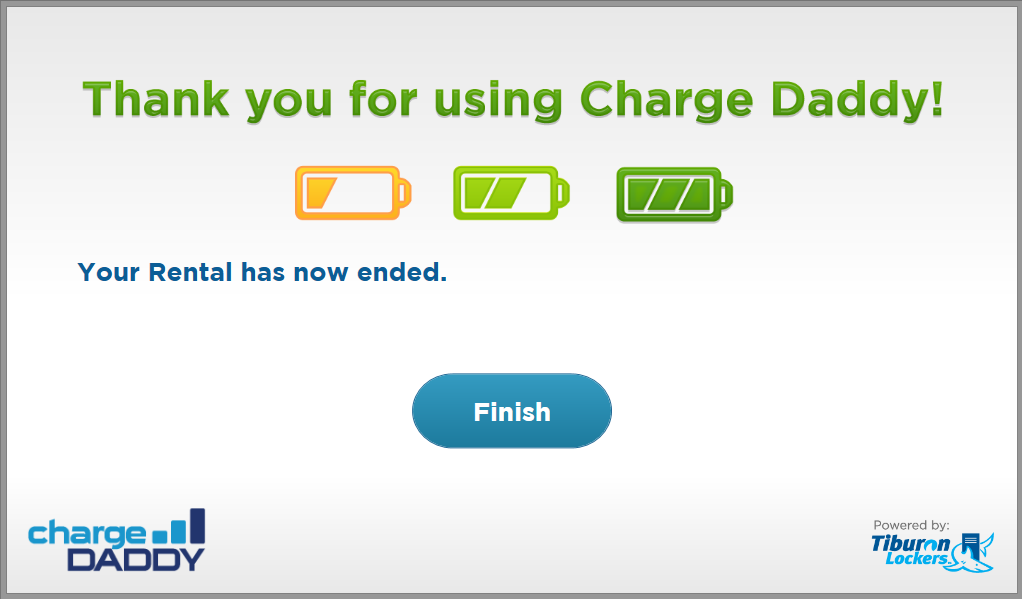 Thank you for using Charge Daddy!
Your Rental has now ended.
Finish
charge
DADDY
Powered by:
Tiburon
Lockers